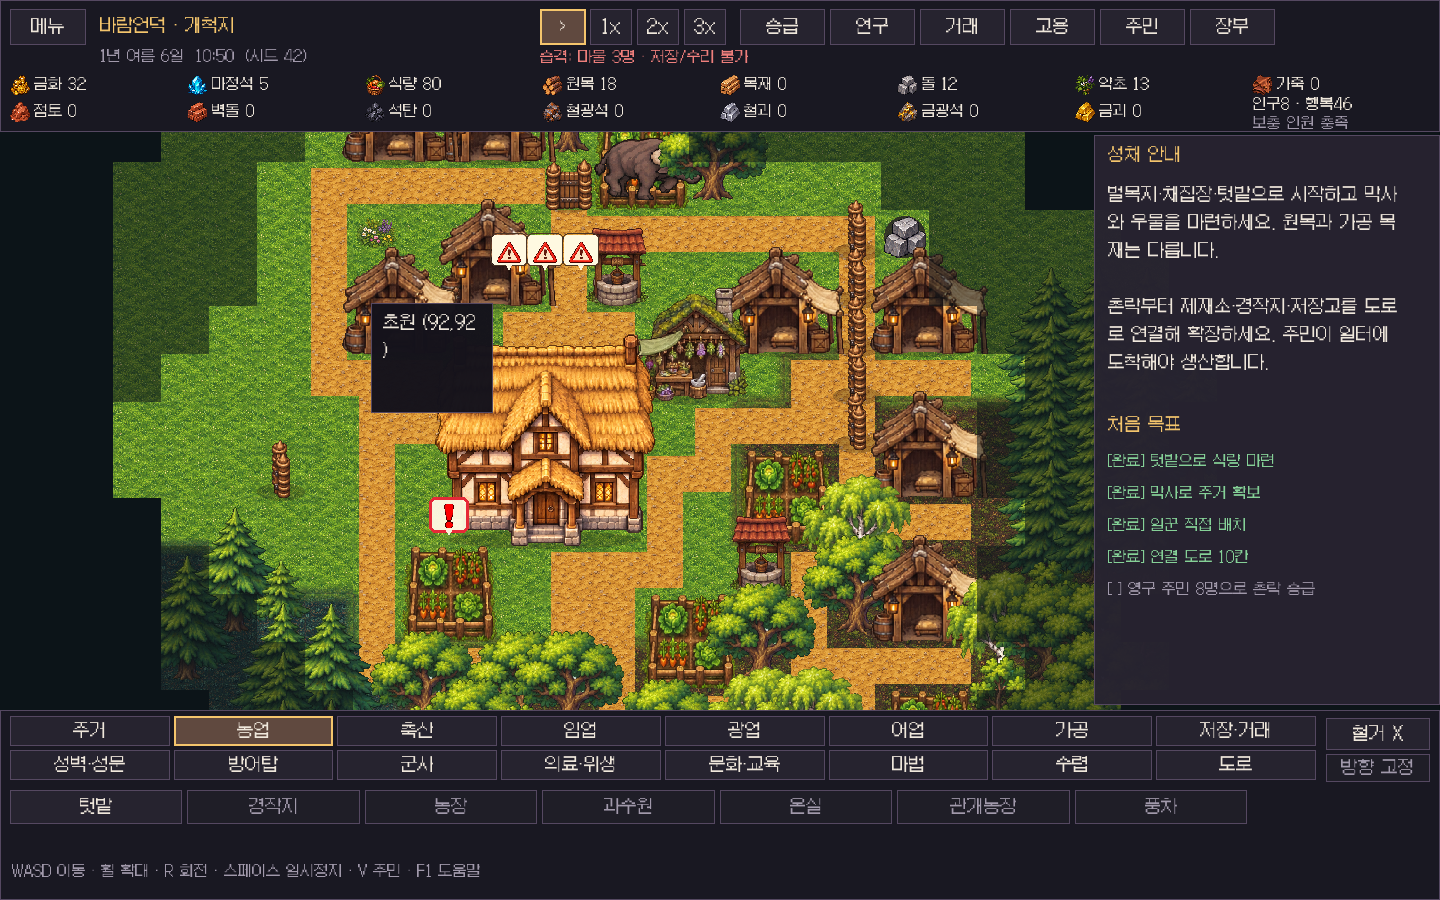 메뉴
바람언덕 · 개척지
> 1x 2x 3x 승급 연구 거래 고용 주민 장부
1년 여름 6일 10:50 (시드 42)
습격: 마물 3명 · 저장/수리 불가
금화 32 마정석 5 식량 80 원목 18 목재 0 돌 12 약초 13 가죽 0
점토 0 벽돌 0 석탄 0 철광석 0 철괴 0 금광석 0 금괴 0
인구8 · 행복46
보충 인원 충족
초원 (92,92
)
성채 안내
벌목지·채집장·텃밭으로 시작하고 막사
와 우물을 마련하세요. 원목과 가공 목
재는 다릅니다.
촌락부터 제재소·경작지·저장고를 도로
로 연결해 확장하세요. 주민이 일터에
도착해야 생산합니다.
처음 목표
[완료] 텃밭으로 식량 마련
[완료] 막사로 주거 확보
[완료] 일꾼 직접 배치
[완료] 연결 도로 10칸
[ ] 영구 주민 8명으로 촌락 승급
주거 농업 축산 임업 광업 어업 가공 저장·거래 철거 X
성벽·성문 방어탑 군사 의료·위생 문화·교육 마법 수렵 도로 방향 고정
텃밭 경작지 농장 과수원 온실 관개농장 풍차
WASD 이동 · 휠 확대 · R 회전 · 스페이스 일시정지 · V 주민 · F1 도움말